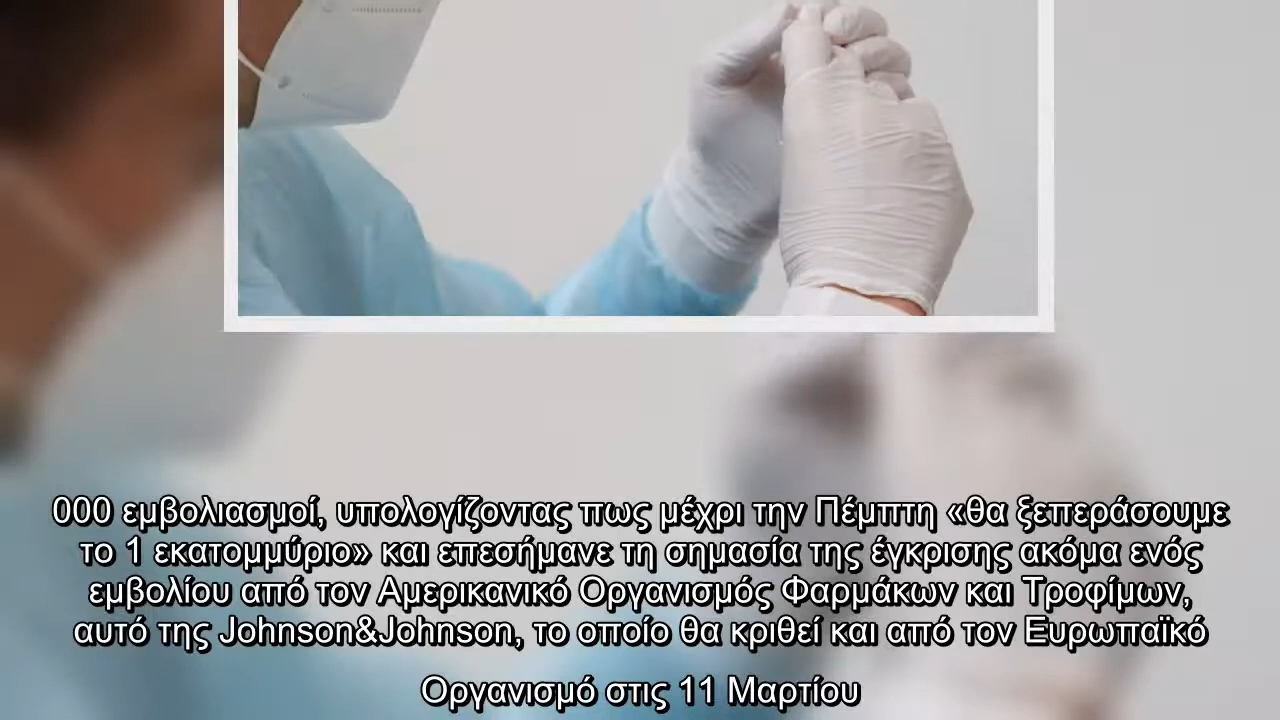 000 εμβολιασμοί, υπολογίζοντας πως μέχρι την Πέμπτη «θα ξεπεράσουμε
το 1 εκατομμύριο» και επεσήμανε τη σημασία της έγκρισης ακόμα ενός
εμβολίου από τον Αμερικανικό Οργανισμός Φαρμάκων και Τροφίμων,
αυτό της Johnson&Johnson, το οποίο θα κριθεί και από τον Ευρωπαϊκό
Οργανισμό στις 11 Μαρτίου